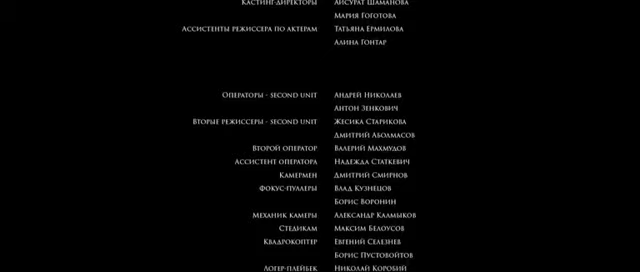 Кастинг-директоры Айсурат Шаманова
Мария Гоготова
Ассистенты режиссера по актерам Татьяна Ермилова
Алина Гонтар
Операторы - second unit Андрей Николаев
Антон Зенкович
Вторые режиссеры - second unit Жесика Старикова
Дмитрий Аболмасов
Второй оператор Валерий Махмудов
Ассистент оператора Надежда Статкевич
Камермен Дмитрий Смирнов
Фокус-пуллеры Влад Кузнецов
Борис Воронин
Механик камеры Александр Калмыков
Стедикам Максим Белоусов
Квадрокоптер Евгений Селезнев
Борис Пустовойтов
Логер-плейбек Николай Коробий